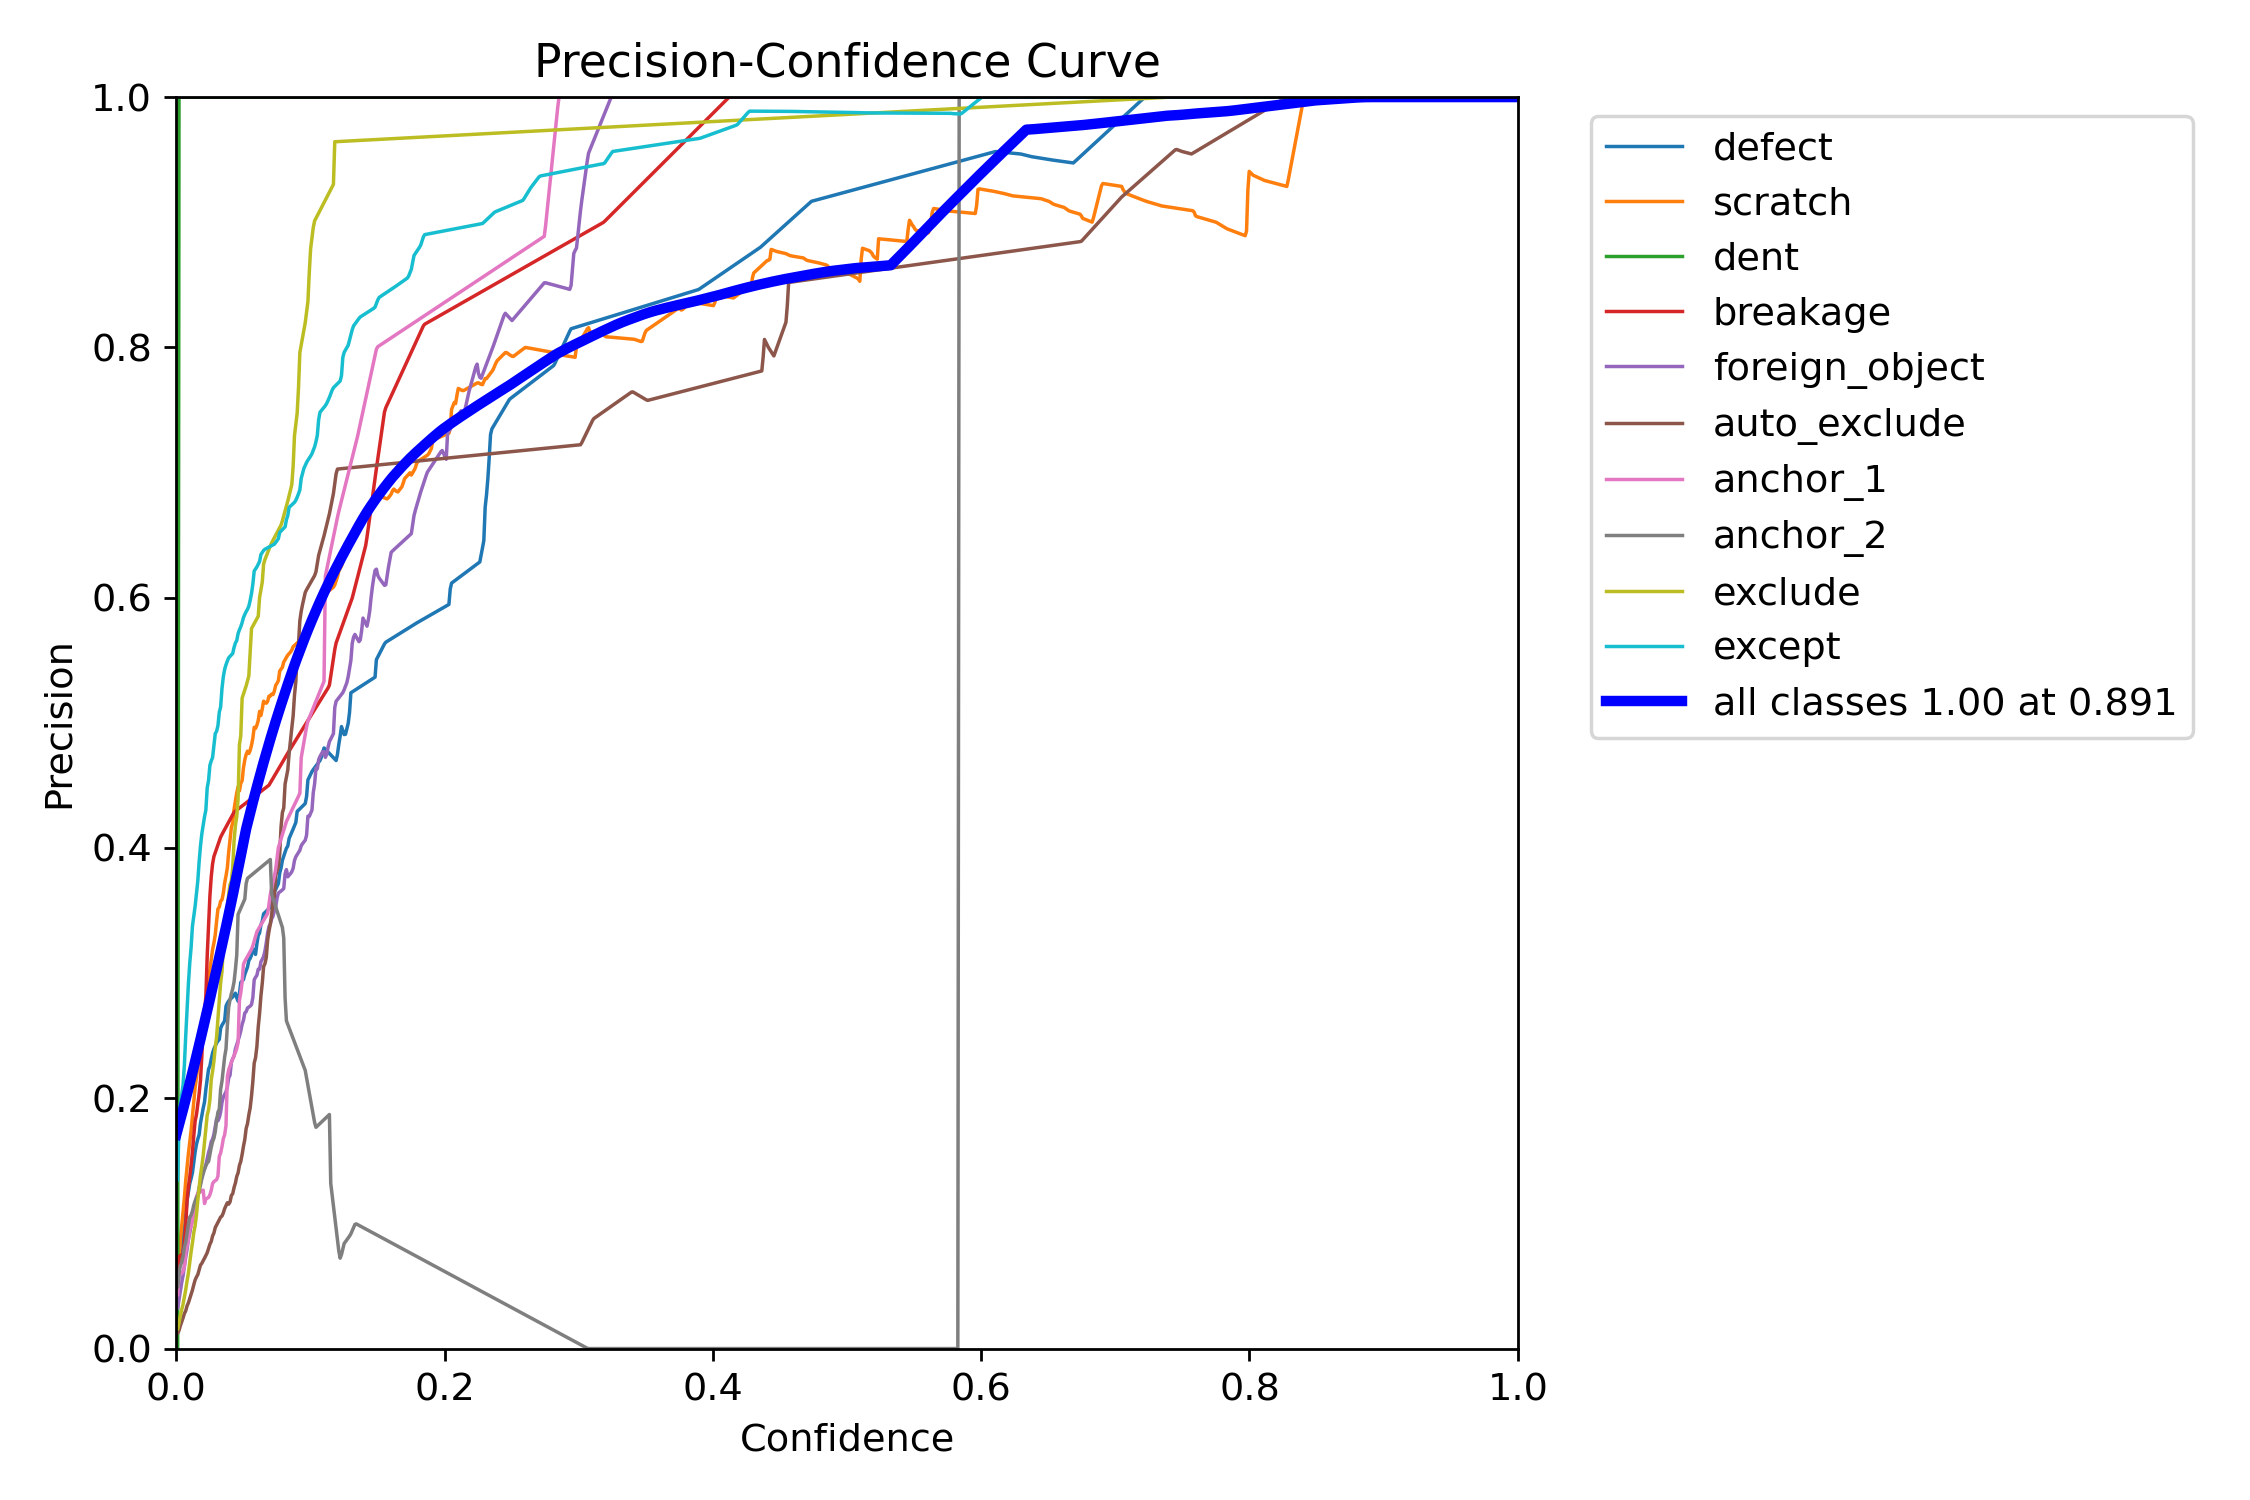 Precision-Confidence Curve
1.0
0.8
0.6
0.4
0.2
0.0
Precision
0.0 0.2 0.4 0.6 0.8 1.0
Confidence
defect
scratch
dent
breakage
foreign_object
auto_exclude
anchor_1
anchor_2
exclude
except
all classes 1.00 at 0.891